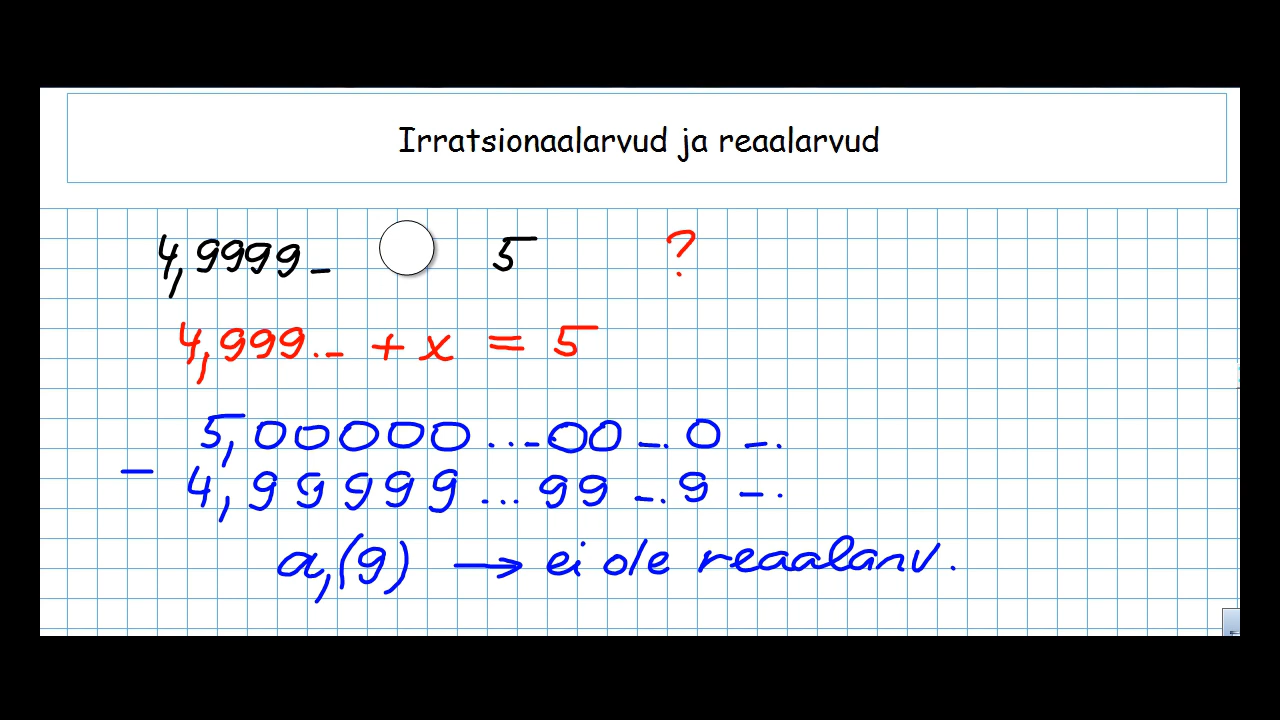 Irratsionaalarvud ja reaalarvud
4,9999... 5 ?
4,999... + x = 5
5,00000...00...0...
- 4,99999...99...9...
a,(9) → ei ole reaalarv.